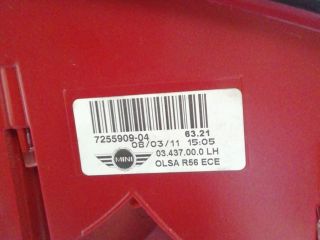 7255909-04 63.21
08/03/11 15:05
MINI 03.437.00.0 LH
OLSA R56 ECE